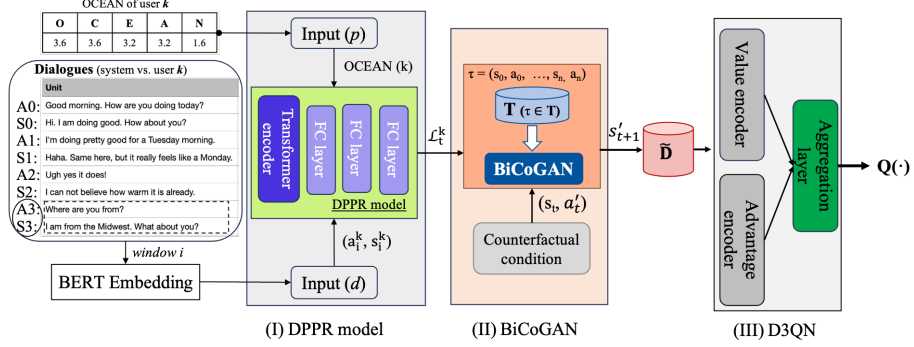 OCEAN of user k
O C E A N
3.6 3.6 3.2 3.2 1.6
Dialogues (system vs. user k)
Unit
A0: Good morning. How are you doing today?
S0: Hi. I am doing good. How about you?
A1: I'm doing pretty good for a Tuesday morning.
S1: Haha. Same here, but it really feels like a Monday.
A2: Ugh yes it does!
S2: I can not believe how warm it is already.
A3: Where are you from?
S3: I am from the Midwest. What about you?
window i
BERT Embedding
Input (p)
OCEAN (k)
Transformer encoder
FC layer
FC layer
FC layer
DPPR model
(a_i^k, s_i^k)
Input (d)
(I) DPPR model
ℒ_t^k
τ = (s_0, a_0, …, s_n, a_n)
T (τ ∈ T)
BiCoGAN
(s_t, a'_t)
Counterfactual
condition
(II) BiCoGAN
s'_{t+1}
D̃
Value encoder
Advantage
encoder
Aggregation
layer
Q(·)
(III) D3QN